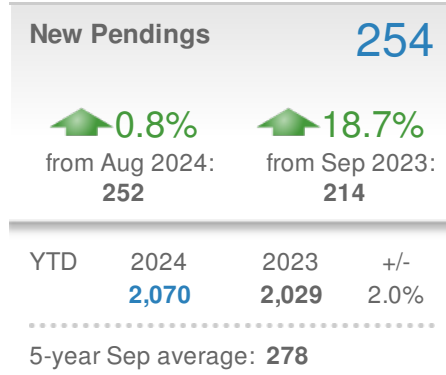 New Pendings 254
0.8% 18.7%
from Aug 2024: from Sep 2023:
252 214
YTD 2024 2023 +/-
2,070 2,029 2.0%
5-year Sep average: 278